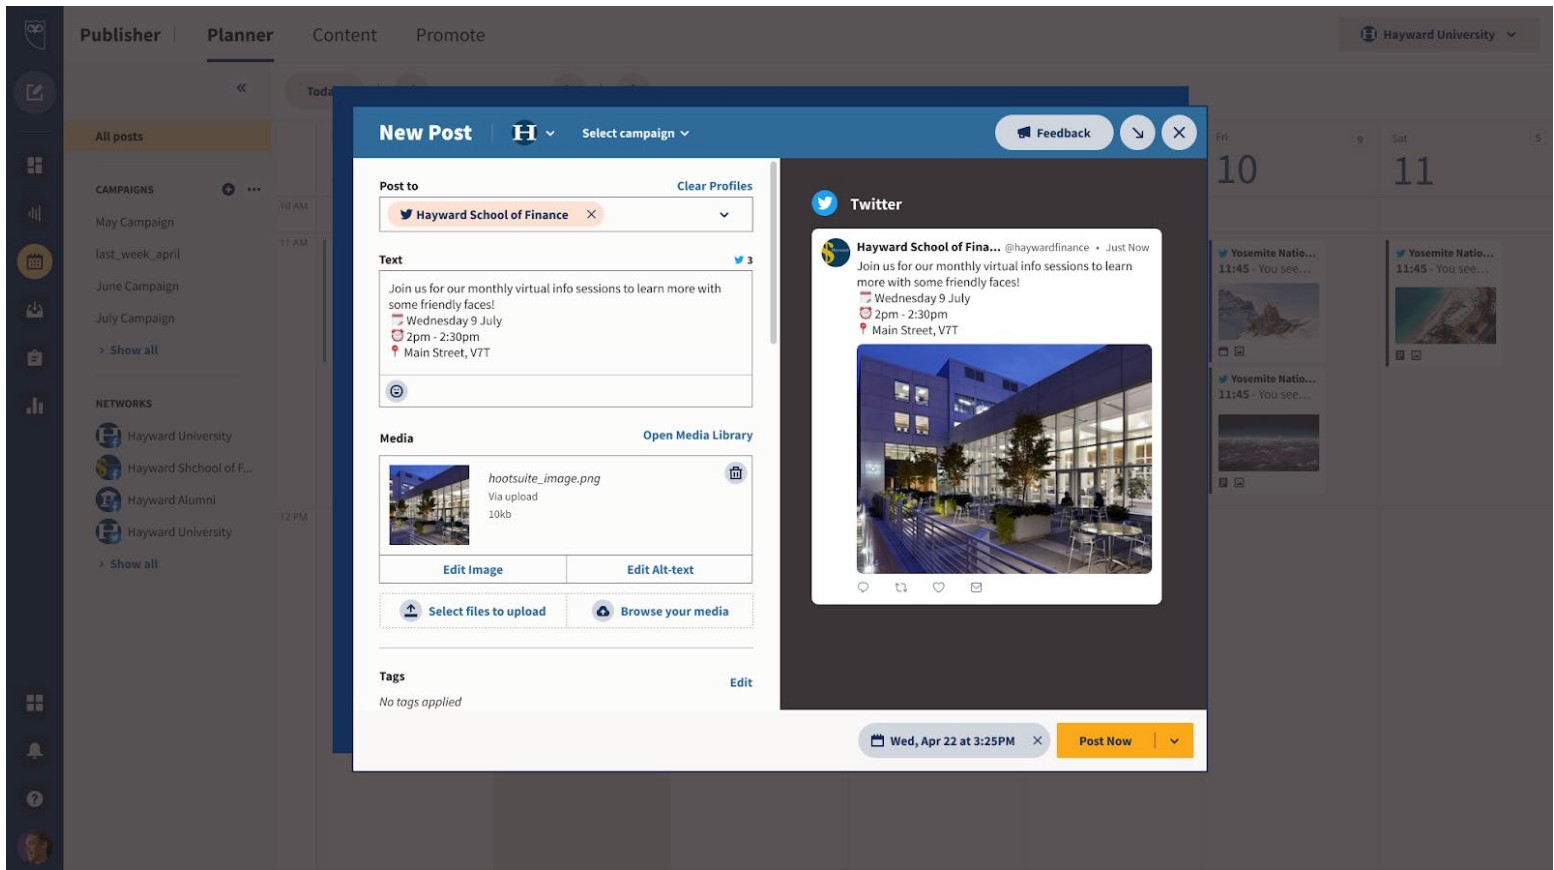 Publisher
Planner
Content
Promote
Hayward University
All posts
CAMPAIGNS
May Campaign
last_week_april
June Campaign
July Campaign
> Show all
NETWORKS
Hayward University
Hayward Shchool of F...
Hayward Alumni
Hayward University
> Show all
Toda
10 AM
11 AM
12 PM
New Post
H
Select campaign
Feedback
Post to
Clear Profiles
Hayward School of Finance
Text
3
Join us for our monthly virtual info sessions to learn more with
some friendly faces!
🗓️ Wednesday 9 July
⏰ 2pm - 2:30pm
📍 Main Street, V7T
Media
Open Media Library
hootsuite_image.png
Via upload
10kb
Edit Image
Edit Alt-text
Select files to upload
Browse your media
Tags
Edit
No tags applied
Twitter
Hayward School of Fina... @haywardfinance • Just Now
Join us for our monthly virtual info sessions to learn
more with some friendly faces!
🗓️ Wednesday 9 July
⏰ 2pm - 2:30pm
📍 Main Street, V7T
Wed, Apr 22 at 3:25PM
Post Now
Fri
9
10
Yosemite Natio...
11:45 - You see...
Yosemite Natio...
11:45 - You see...
Sat
5
11
Yosemite Natio...
11:45 - You see...